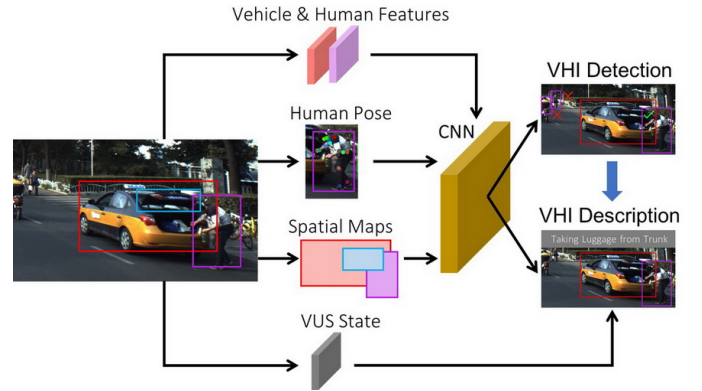 Vehicle & Human Features
Human Pose
Spatial Maps
VUS State
CNN
VHI Detection
VHI Description
Taking Luggage from Trunk